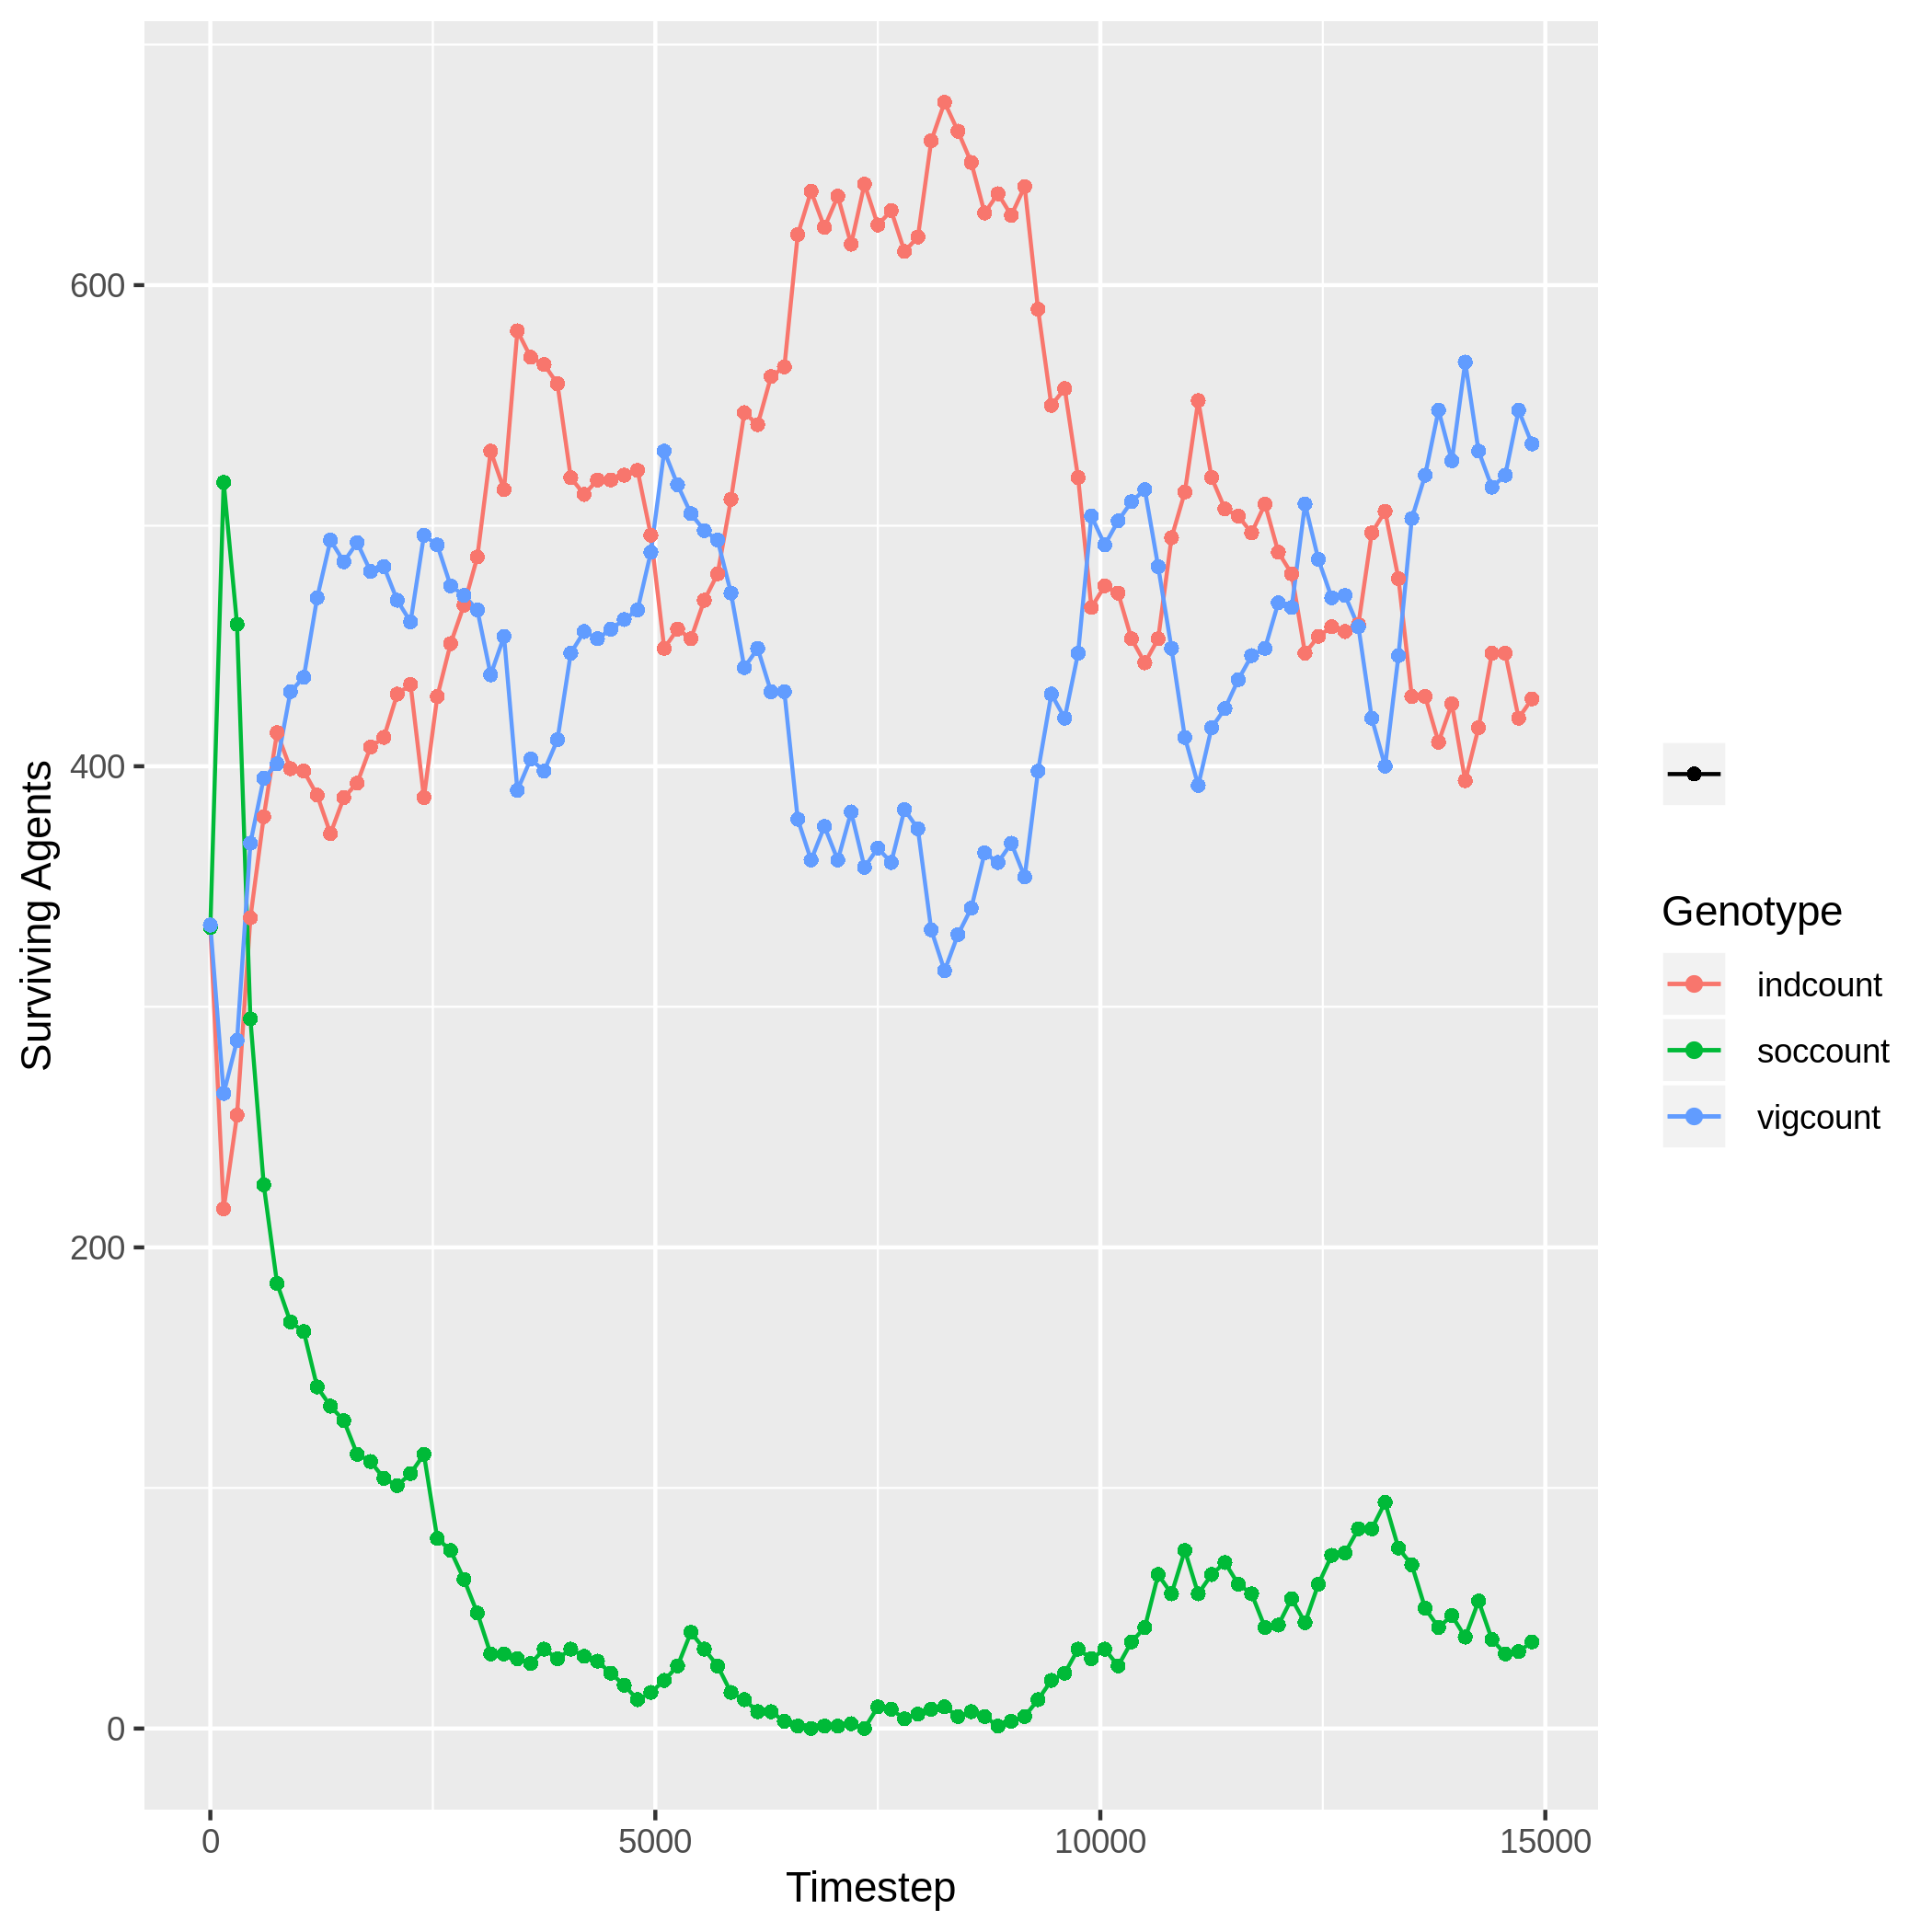 600
400
200
0
Surviving Agents
0 5000 10000 15000
Timestep
Genotype
indcount
soccount
vigcount